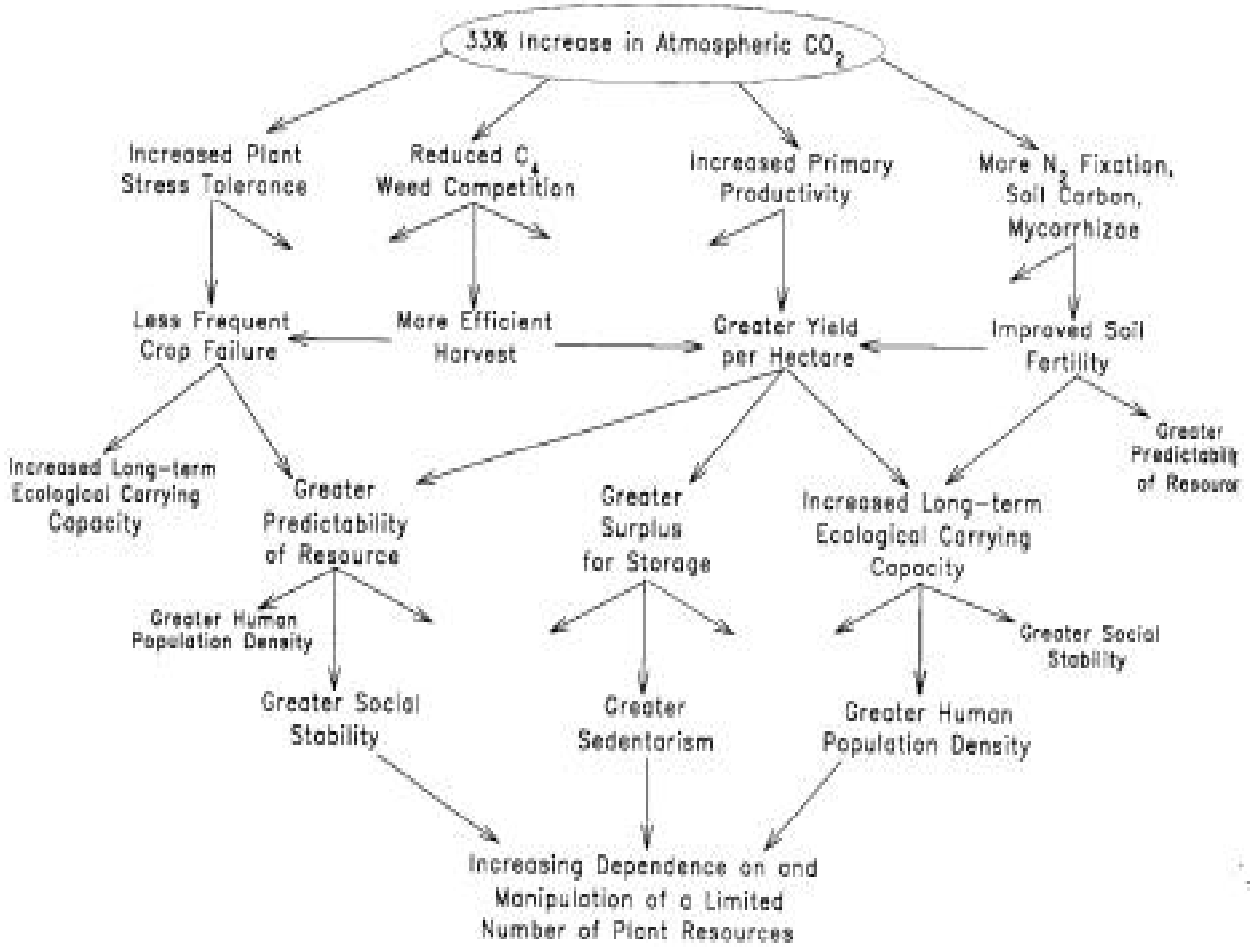 33% Increase in Atmospheric CO2
Increased Plant
Stress Tolerance
Reduced C4
Weed Competition
Increased Primary
Productivity
More N2 Fixation,
Soil Carbon,
Mycorrhizae
Less Frequent
Crop Failure
More Efficient
Harvest
Greater Yield
per Hectare
Improved Soil
Fertility
Increased Long-term
Ecological Carrying
Capacity
Greater
Predictability
of Resource
Greater
Surplus
for Storage
Increased Long-term
Ecological Carrying
Capacity
Greater
Predictabilit
of Resour
Greater Human
Population Density
Greater Social
Stability
Greater Social
Stability
Greater
Sedentarism
Greater Human
Population Density
Increasing Dependence on and
Manipulation of a Limited
Number of Plant Resources